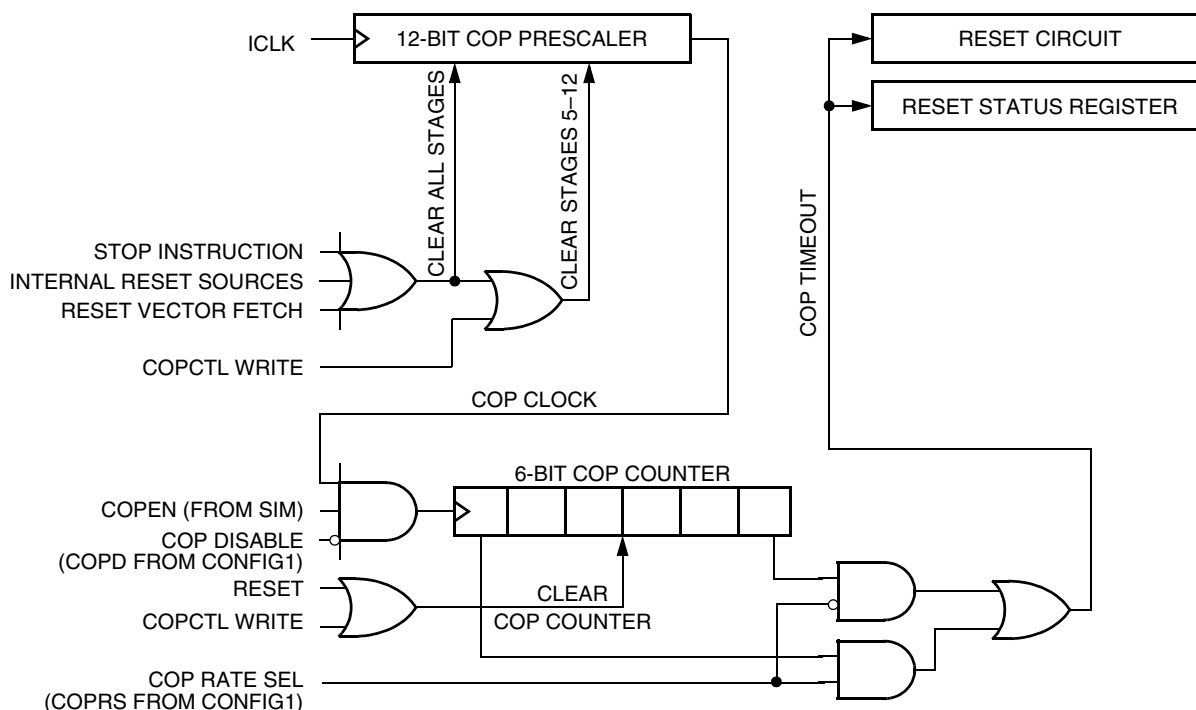 ICLK
12-BIT COP PRESCALER
RESET CIRCUIT
RESET STATUS REGISTER
CLEAR ALL STAGES
CLEAR STAGES 5–12
STOP INSTRUCTION
INTERNAL RESET SOURCES
RESET VECTOR FETCH
COPCTL WRITE
COP TIMEOUT
COP CLOCK
6-BIT COP COUNTER
COPEN (FROM SIM)
COP DISABLE
(COPD FROM CONFIG1)
RESET
COPCTL WRITE
CLEAR
COP COUNTER
COP RATE SEL
(COPRS FROM CONFIG1)